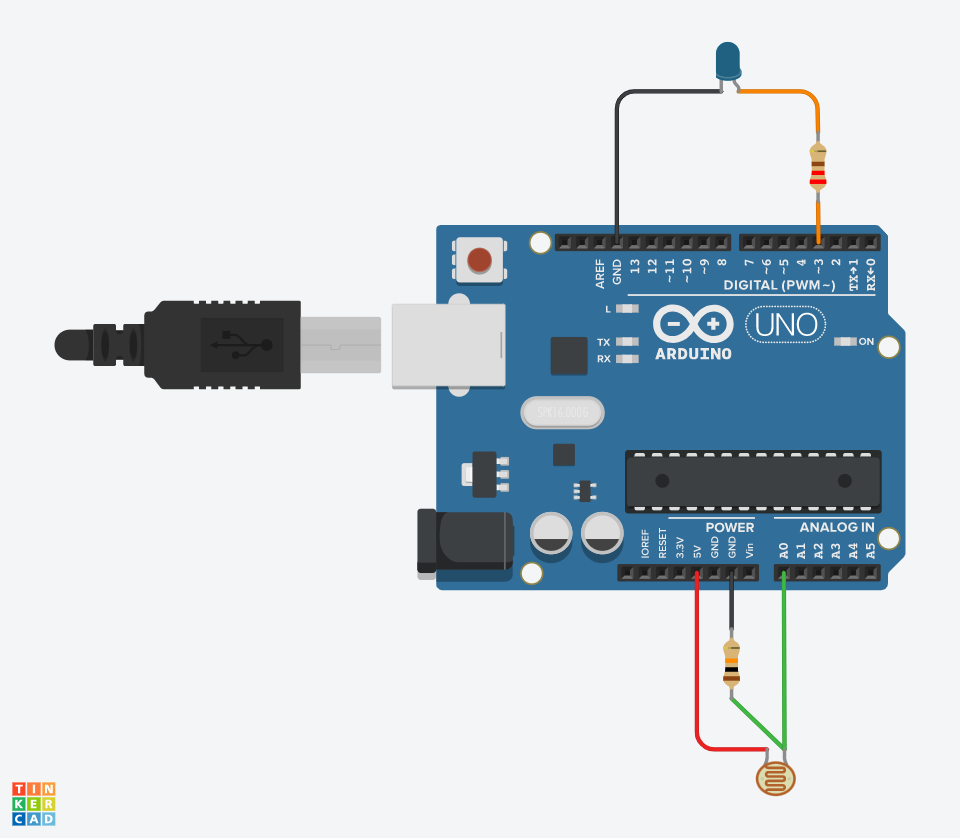 AREF
GND
13
12
~11
~10
~9
8
7
~6
~5
4
~3
2
TX→1
RX←0
DIGITAL (PWM~)
L
TX
RX
ARDUINO
UNO
ON
SPK16.000G
POWER
ANALOG IN
IOREF
RESET
3.3V
5V
GND
GND
Vin
A0
A1
A2
A3
A4
A5
TIN
KER
CAD